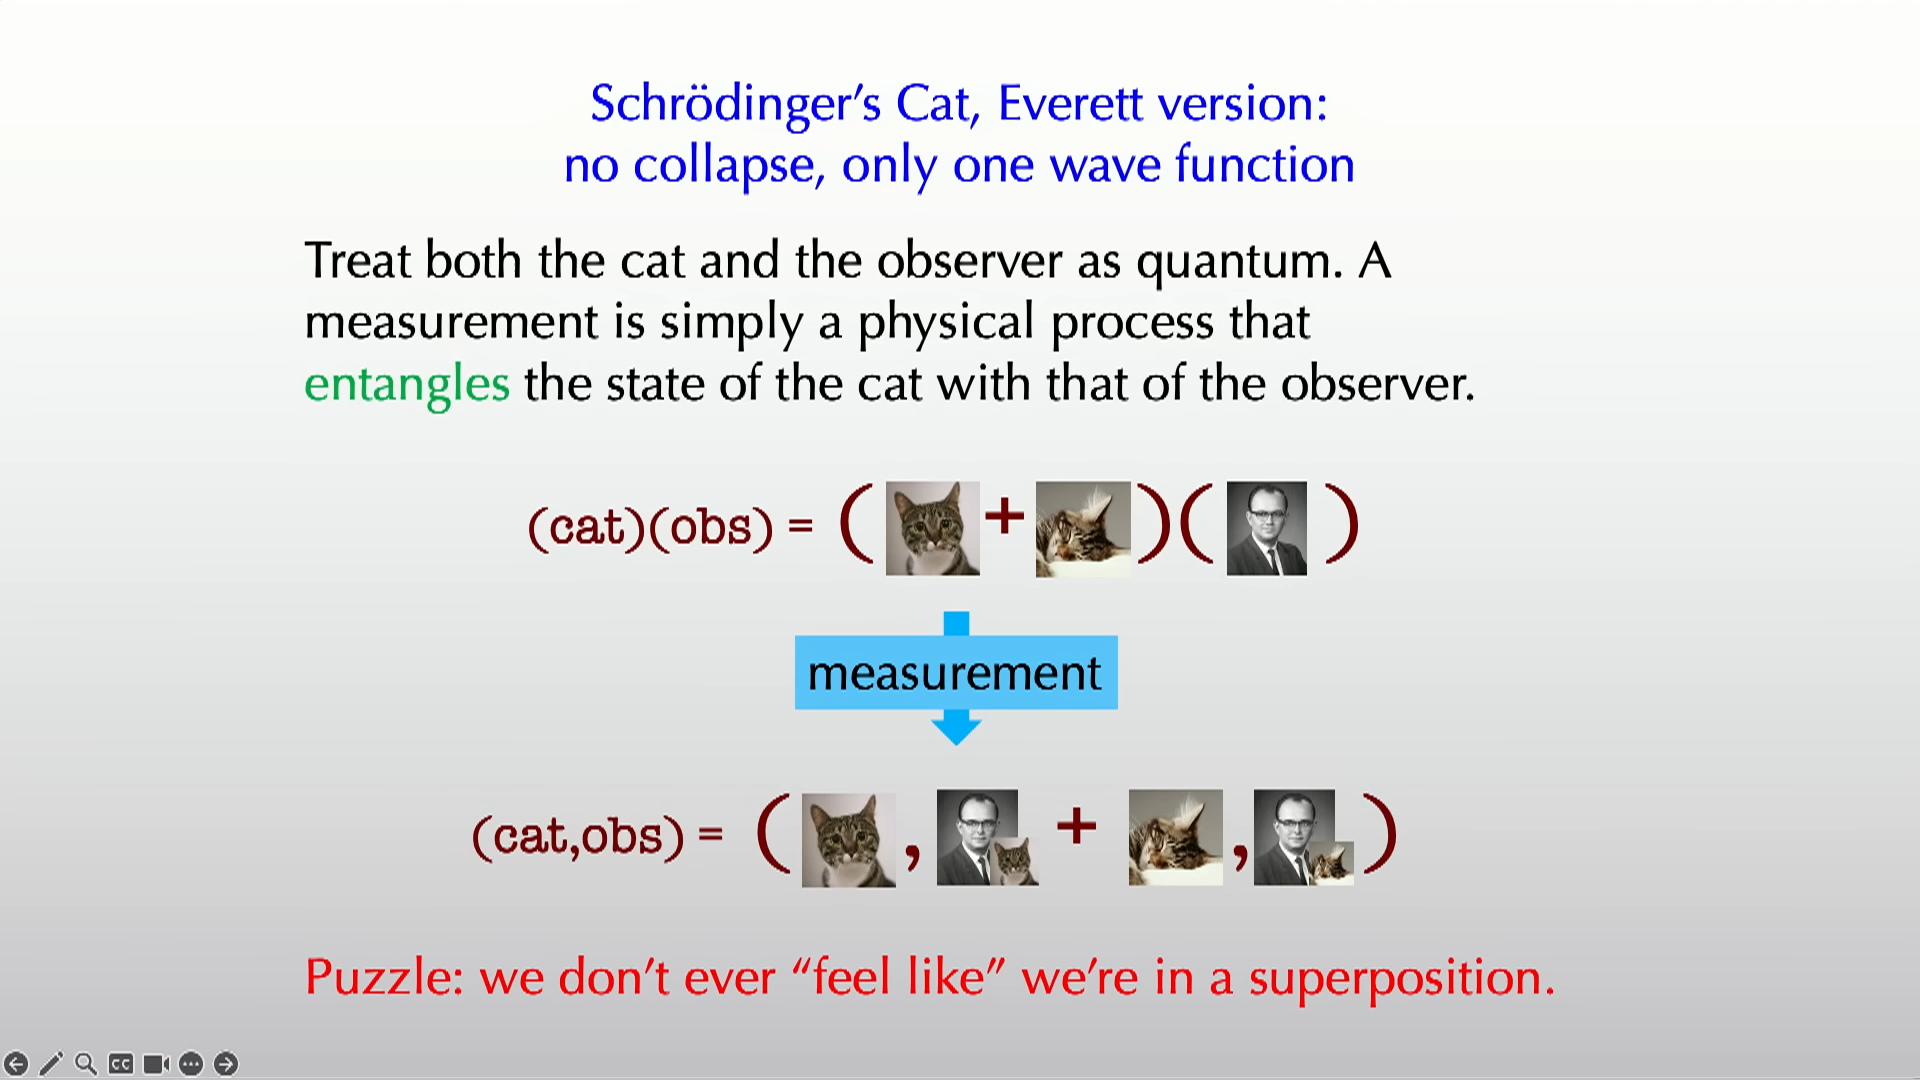 Schrödinger’s Cat, Everett version:
no collapse, only one wave function
Treat both the cat and the observer as quantum. A
measurement is simply a physical process that
entangles the state of the cat with that of the observer.
(cat)(obs) = ( + )( )
measurement
(cat,obs) = ( , + , )
Puzzle: we don’t ever “feel like” we’re in a superposition.
CC